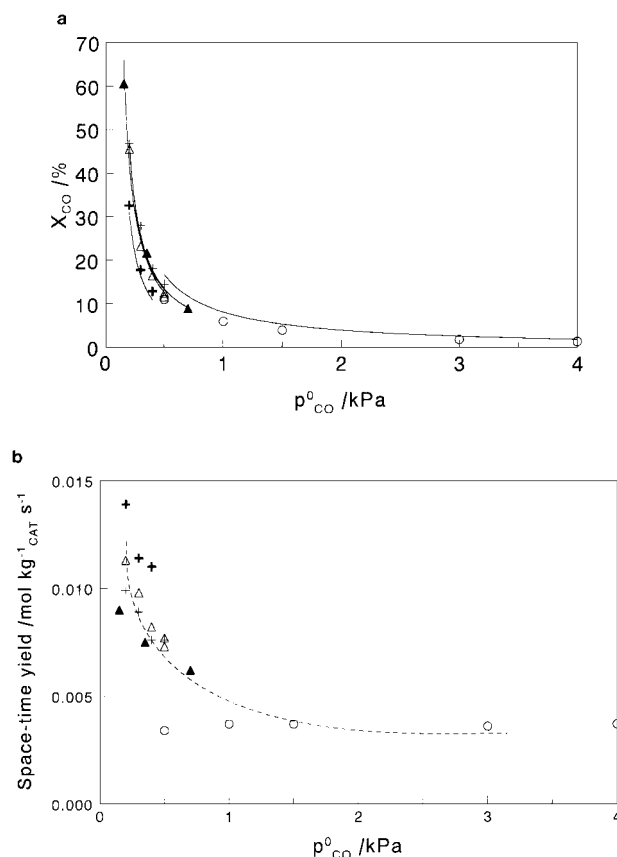 a
70
60
50
40
30
20
10
0
X_CO /%
0 1 2 3 4
p⁰_CO /kPa
b
0.015
0.010
0.005
0.000
Space-time yield /mol kg⁻¹_CAT s⁻¹
0 1 2 3 4
p⁰_CO /kPa